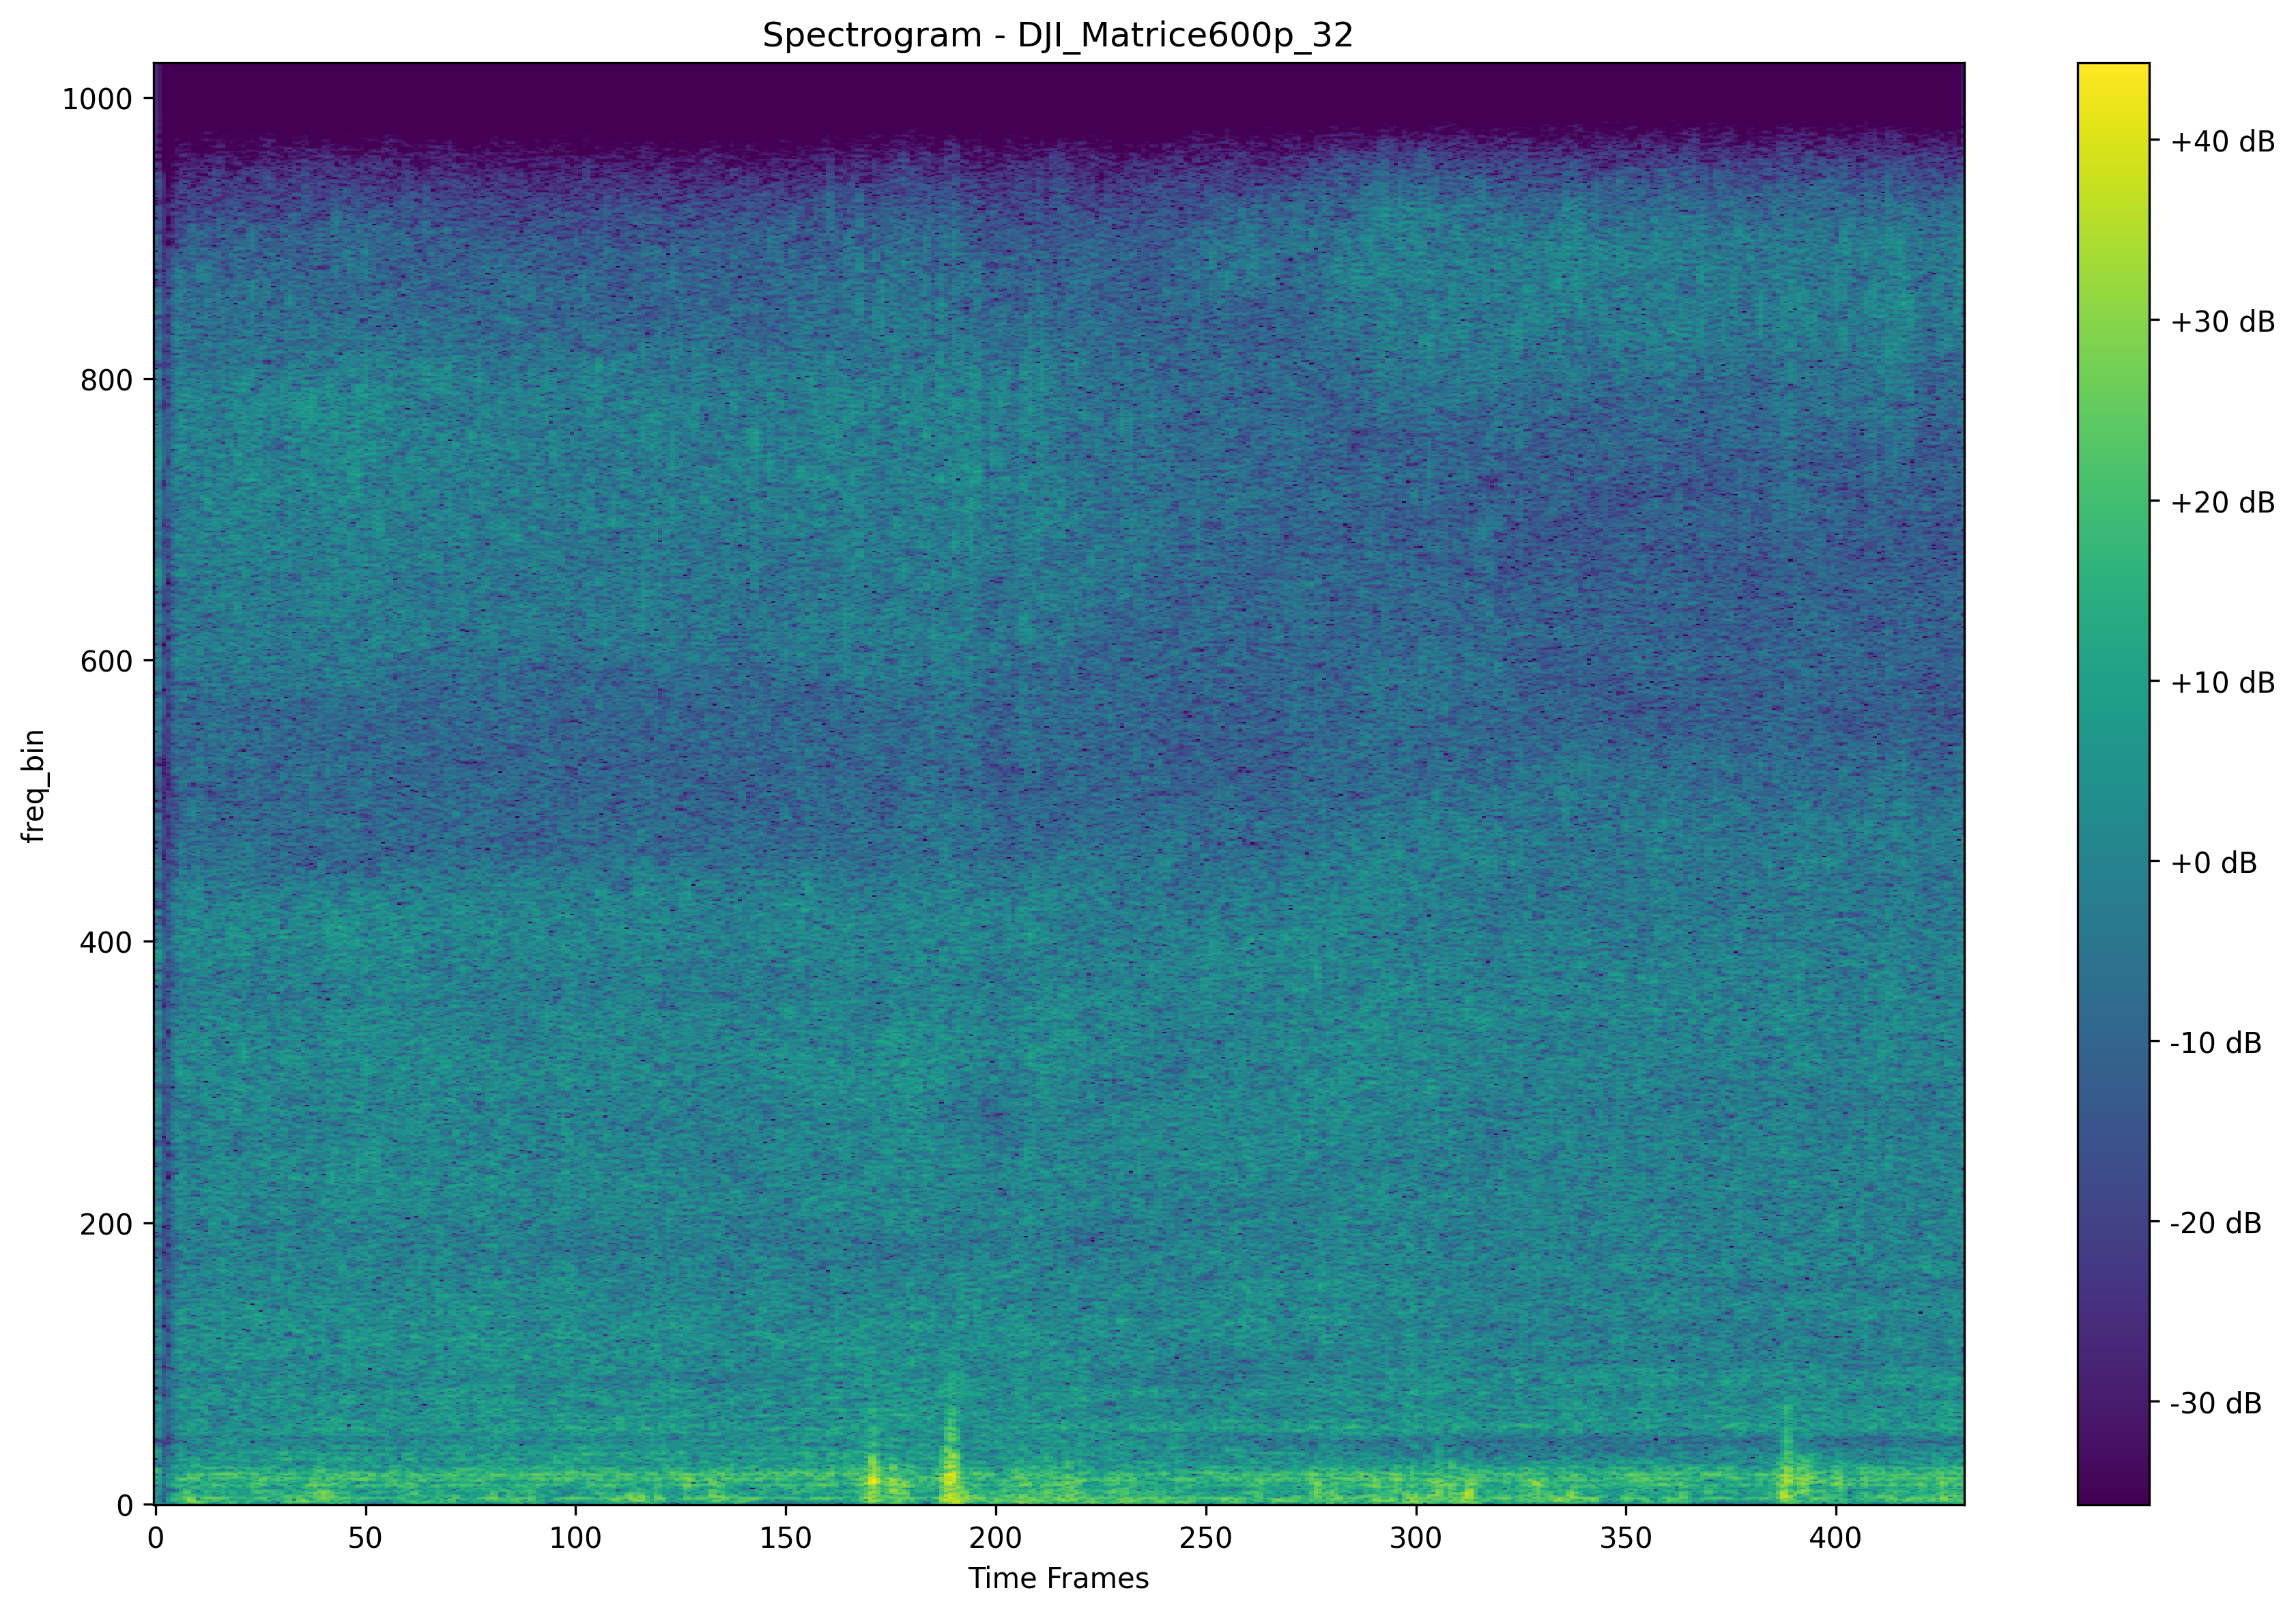 Spectrogram - DJI_Matrice600p_32
1000
800
600
400
200
0
freq_bin
0 50 100 150 200 250 300 350 400
Time Frames
+40 dB
+30 dB
+20 dB
+10 dB
+0 dB
-10 dB
-20 dB
-30 dB